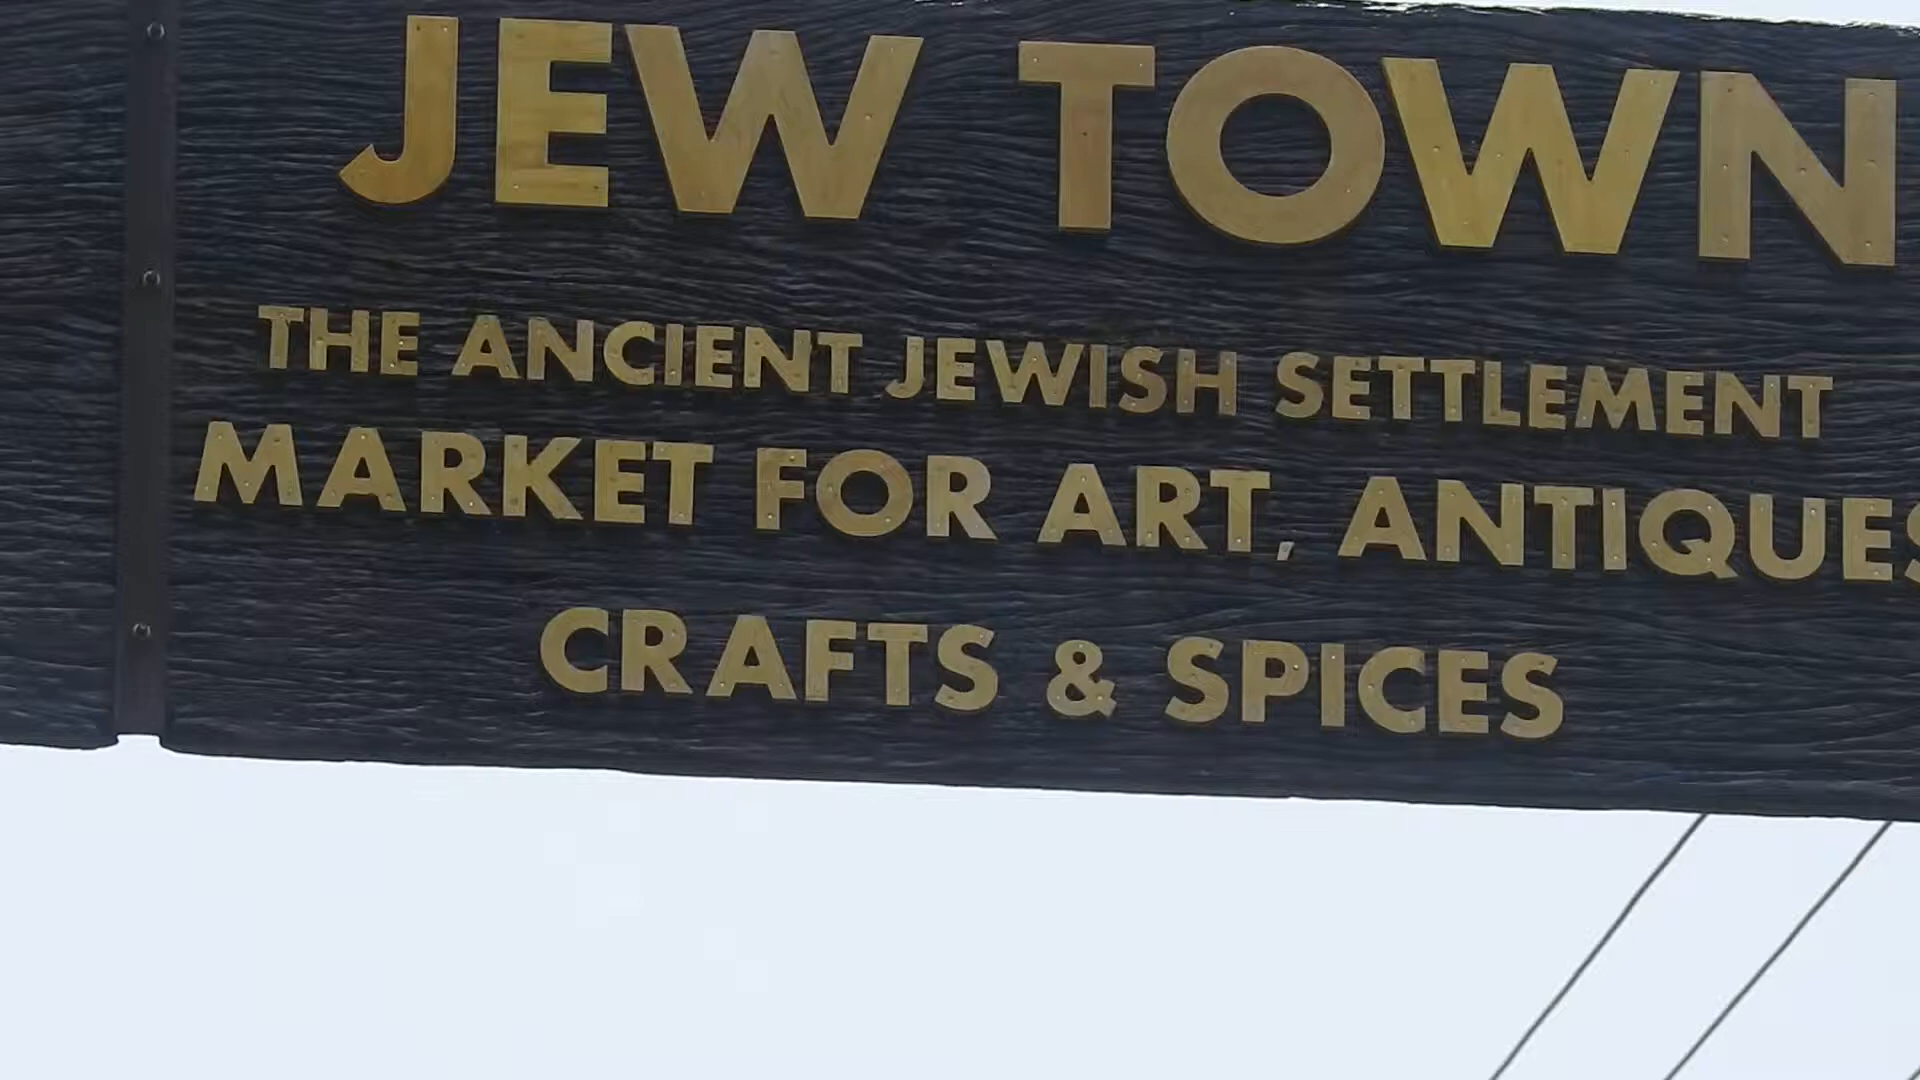 JEW TOWN
THE ANCIENT JEWISH SETTLEMENT
MARKET FOR ART, ANTIQUES
CRAFTS & SPICES